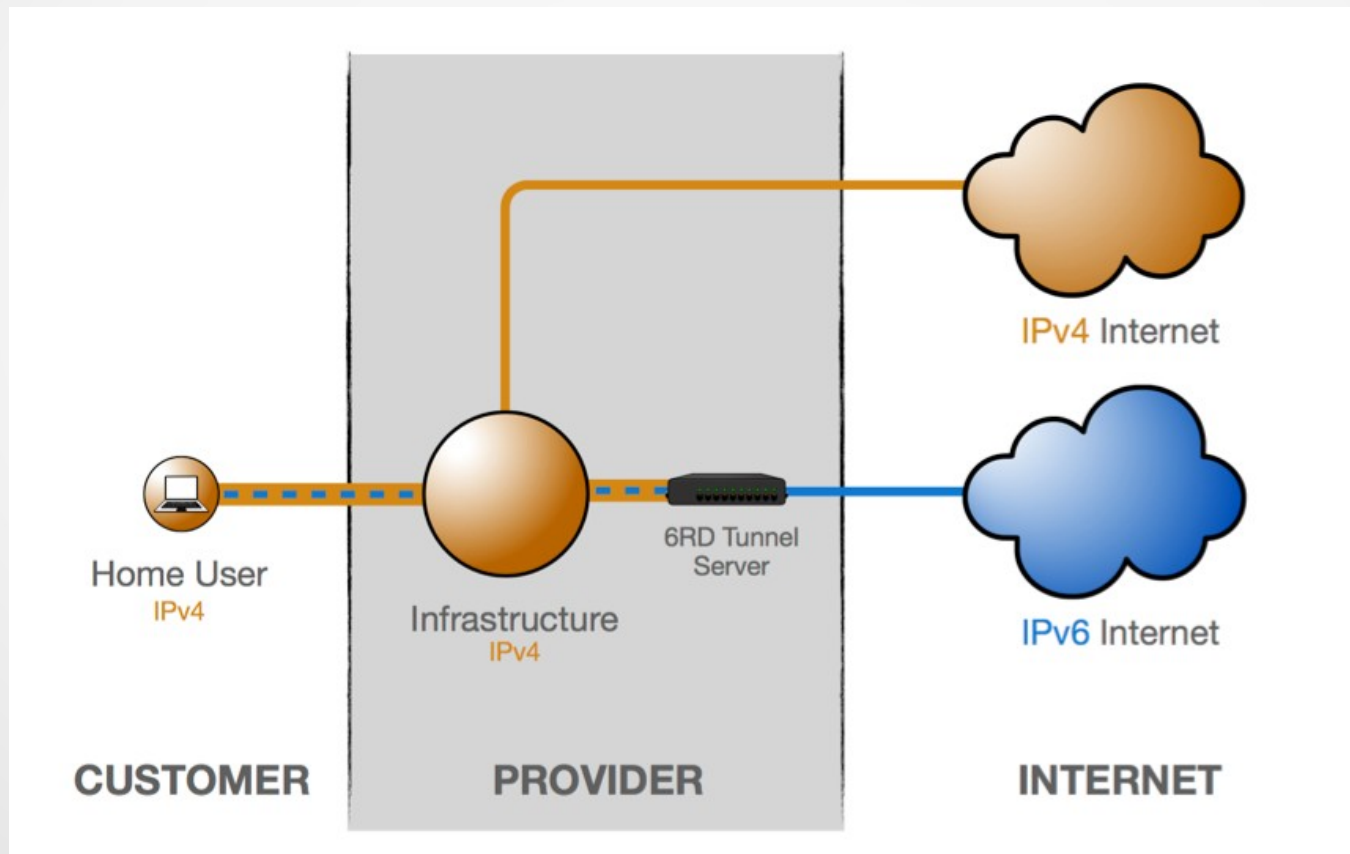 IPv4 Internet
6RD Tunnel
Server
Home User
IPv4
Infrastructure
IPv4
IPv6 Internet
CUSTOMER
PROVIDER
INTERNET